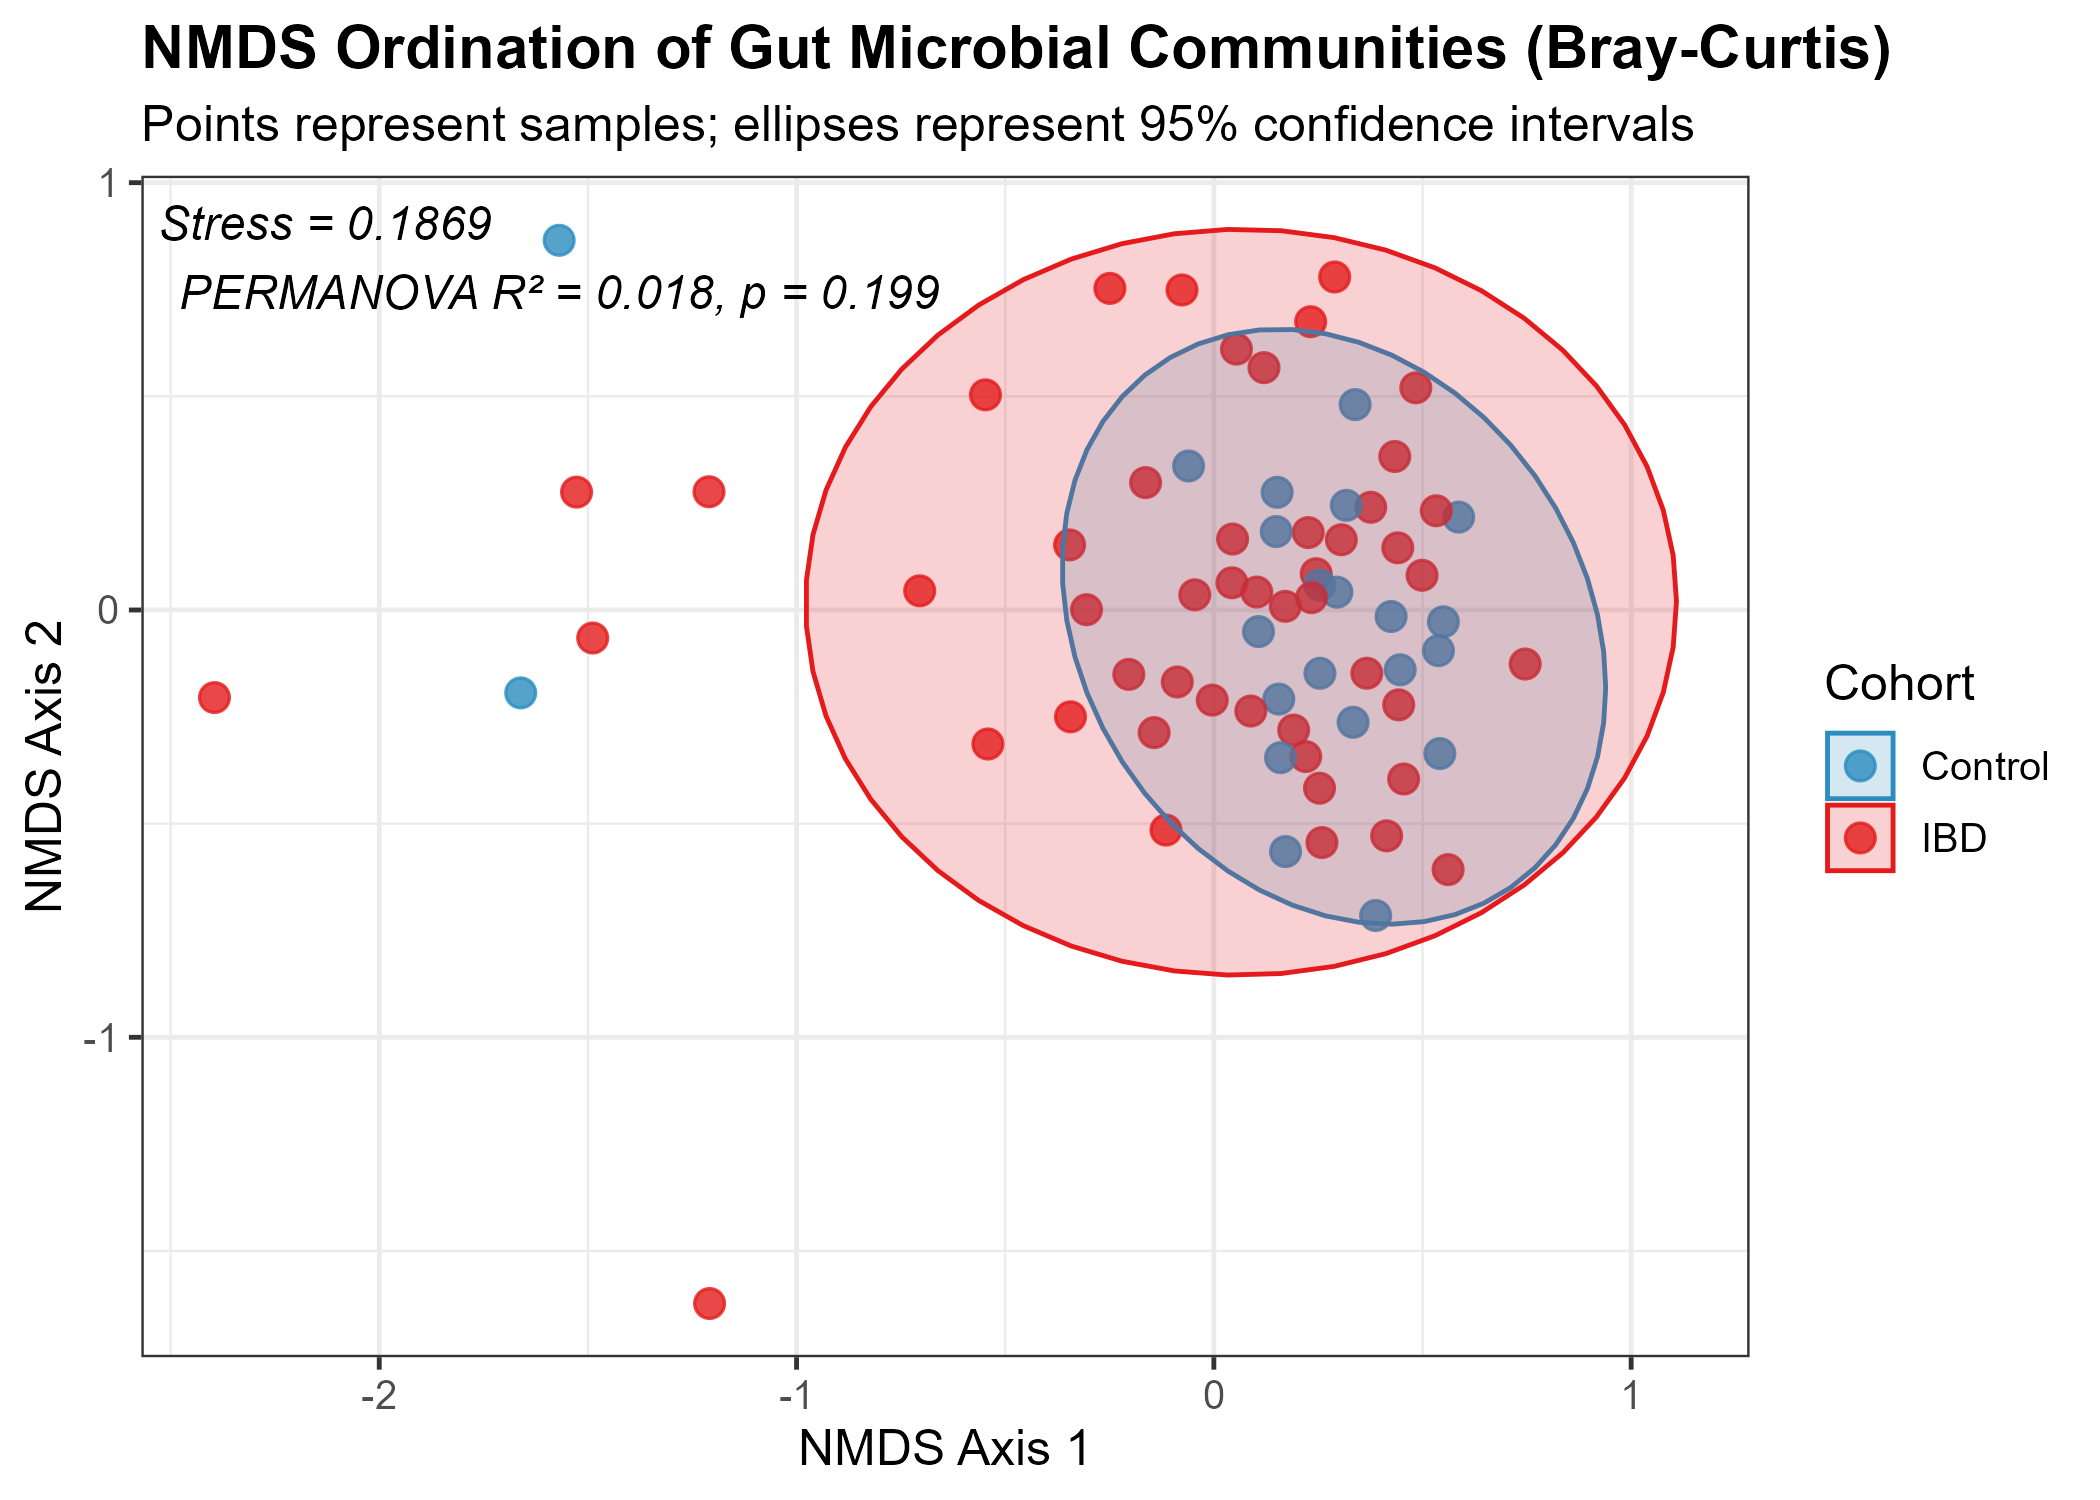 NMDS Ordination of Gut Microbial Communities (Bray-Curtis)
Points represent samples; ellipses represent 95% confidence intervals
Stress = 0.1869
PERMANOVA R² = 0.018, p = 0.199
1
0
-1
NMDS Axis 2
-2
-1
0
1
NMDS Axis 1
Cohort
Control
IBD